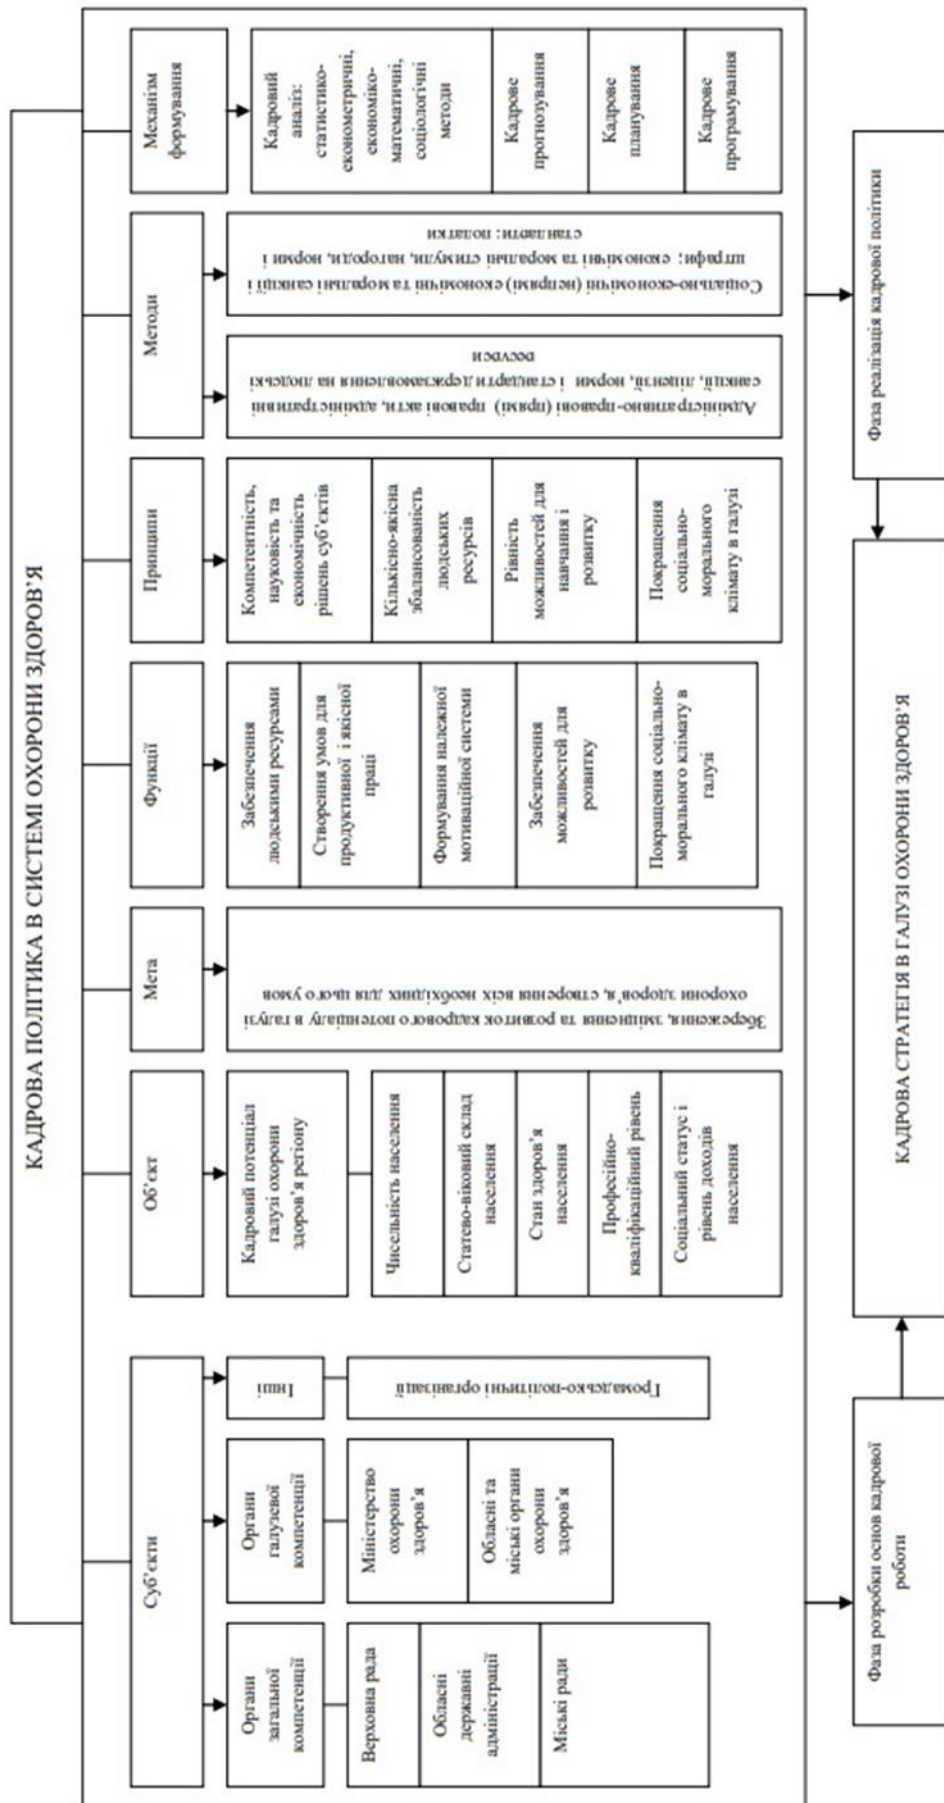 КАДРОВА ПОЛІТИКА В СИСТЕМІ ОХОРОНИ ЗДОРОВ'Я
Суб'єкти
Органи
загальної
компетенції
Верховна рада
Обласні
державні
адміністрації
Міські ради
Органи
галузевої
компетенції
Міністерство
охорони
здоров'я
Обласні та
міські органи
охорони
здоров'я
Інші
Громадсько-політичні організації
Об'єкт
Кадровий потенціал
галузі охорони
здоров'я регіону
Чисельність населення
Статево-віковий склад
населення
Стан здоров'я
населення
Професійно-
кваліфікаційний рівень
Соціальний статус і
рівень доходів
населення
Мета
Збереження, зміцнення та розвиток кадрового потенціалу в галузі
охорони здоров'я, створення всіх необхідних для цього умов
Функції
Забезпечення
людськими ресурсами
Створення умов для
продуктивної і якісної
праці
Формування належної
мотиваційної системи
Забезпечення
можливостей для
розвитку
Покращення соціально-
морального клімату в
галузі
Принципи
Компетентність,
науковість та
економічність
рішень суб'єктів
Кількісно-якісна
збалансованість
людських
ресурсів
Рівність
можливостей для
навчання і
розвитку
Покращення
соціально-
морального
клімату в галузі
Методи
Адміністративно-правові (прямі) правові акти, адміністративні
санкції, ліцензії, норми і стандарти держзамовлення на людські
ресурси
Соціально-економічні (непрямі) економічні та моральні санкції і
штрафи; економічні та моральні стимули, нагороди, норми і
стандарти: податки
Механізм
формування
Кадровий
аналіз:
статистико-
економетричні,
економіко-
математичні,
соціологічні
методи
Кадрове
прогнозування
Кадрове
планування
Кадрове
програмування
Фаза розробки основ кадрової
роботи
КАДРОВА СТРАТЕГІЯ В ГАЛУЗІ ОХОРОНИ ЗДОРОВ'Я
Фаза реалізація кадрової політики